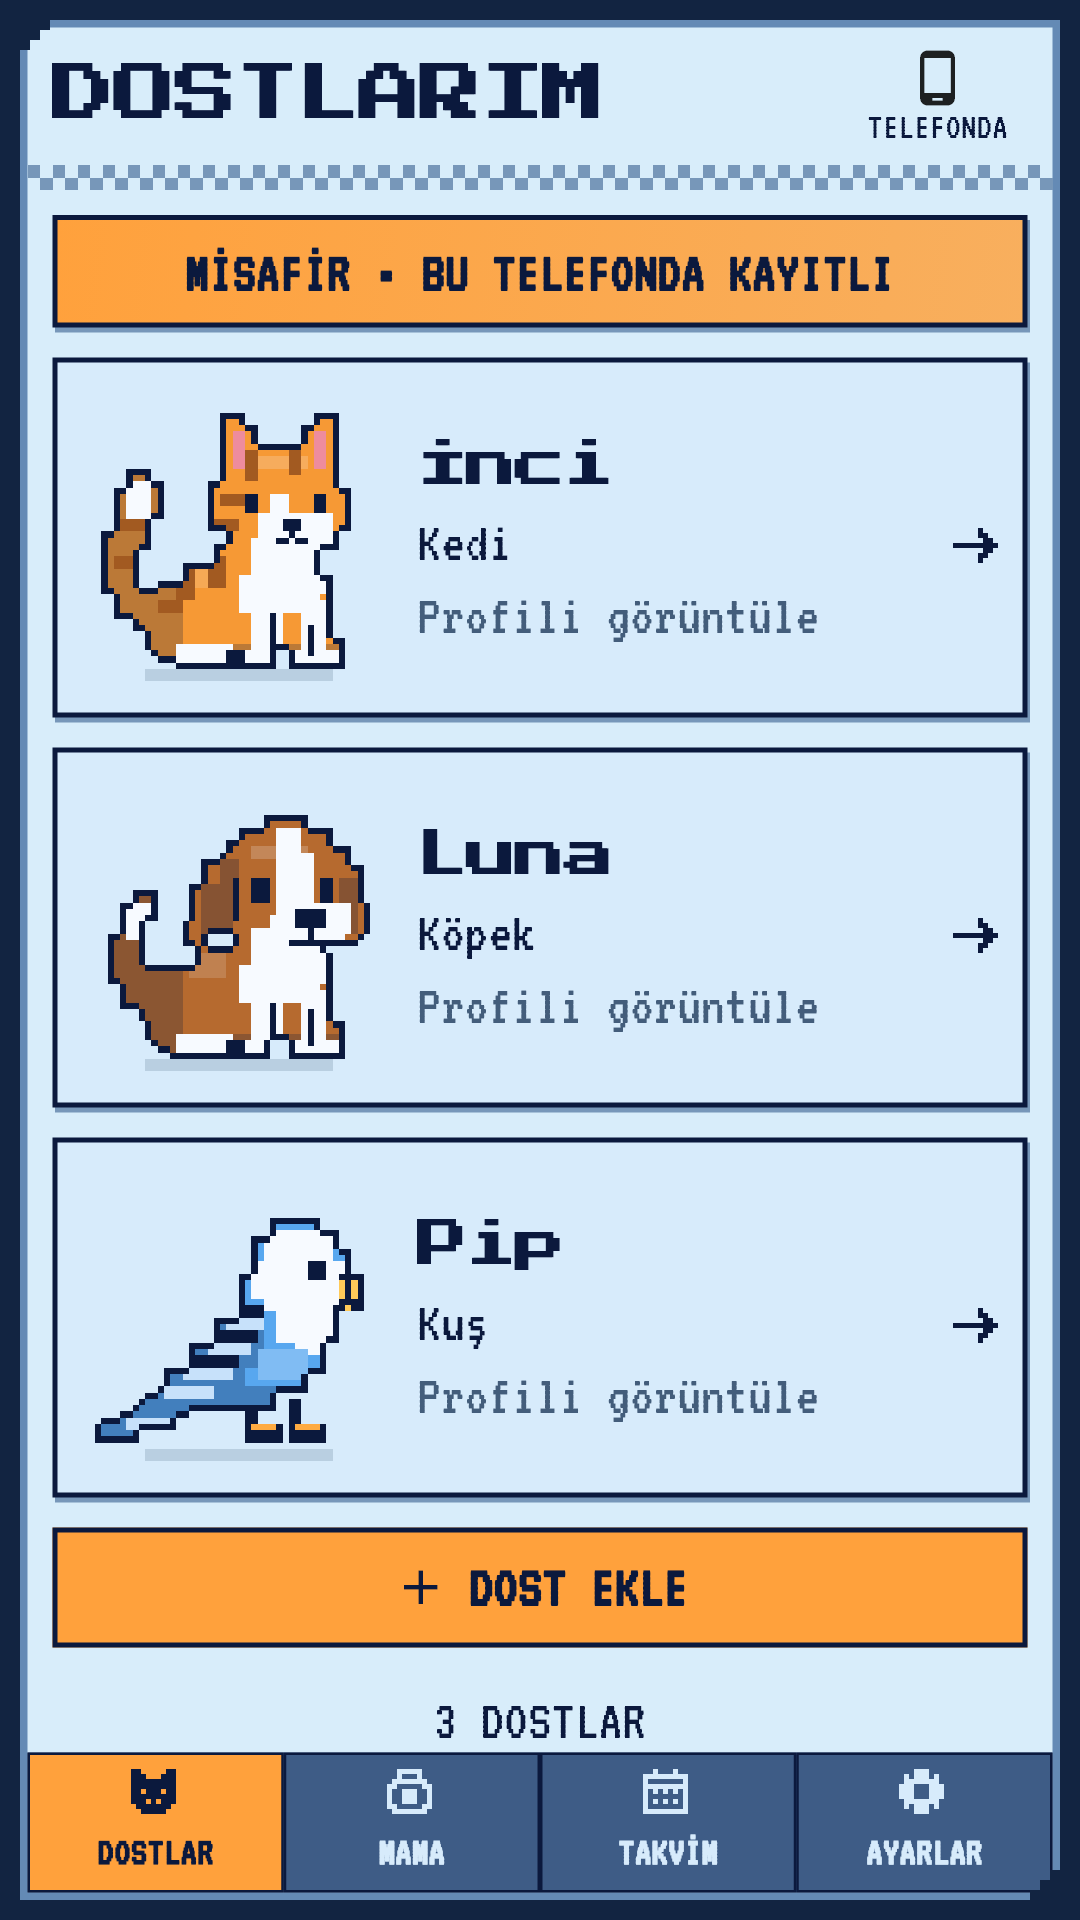 DOSTLARIM
TELEFONDA
MİSAFİR · BU TELEFONDA KAYITLI
inci
Kedi
→
Profili görüntüle
Luna
Köpek
→
Profili görüntüle
Pip
Kuş
→
Profili görüntüle
+ DOST EKLE
3 DOSTLAR
DOSTLAR
MAMA
TAKVİM
AYARLAR